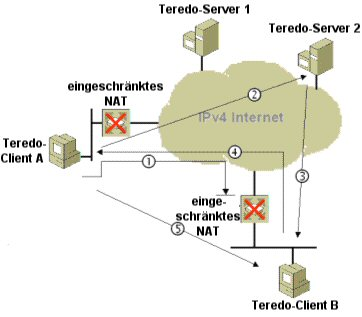 Teredo-Server 1
Teredo-Server 2
eingeschränktes
NAT
2
IPv4 Internet
Teredo-
Client A
1
4
3
einge-
schränktes
NAT
5
Teredo-Client B